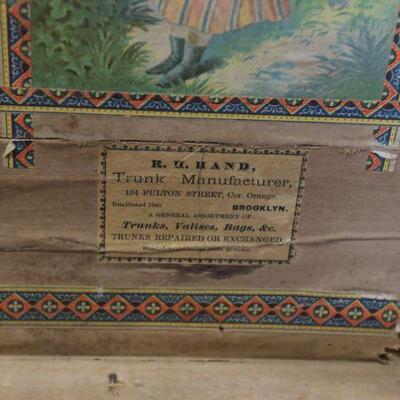 R. H. HAND,
Trunk Manufacturer,
184 FULTON STREET, Cor. Orange.
Established 1840. BROOKLYN.
A GENERAL ASSORTMENT OF
Trunks, Valises, Bags, &c.
TRUNKS REPAIRED OR EXCHANGED